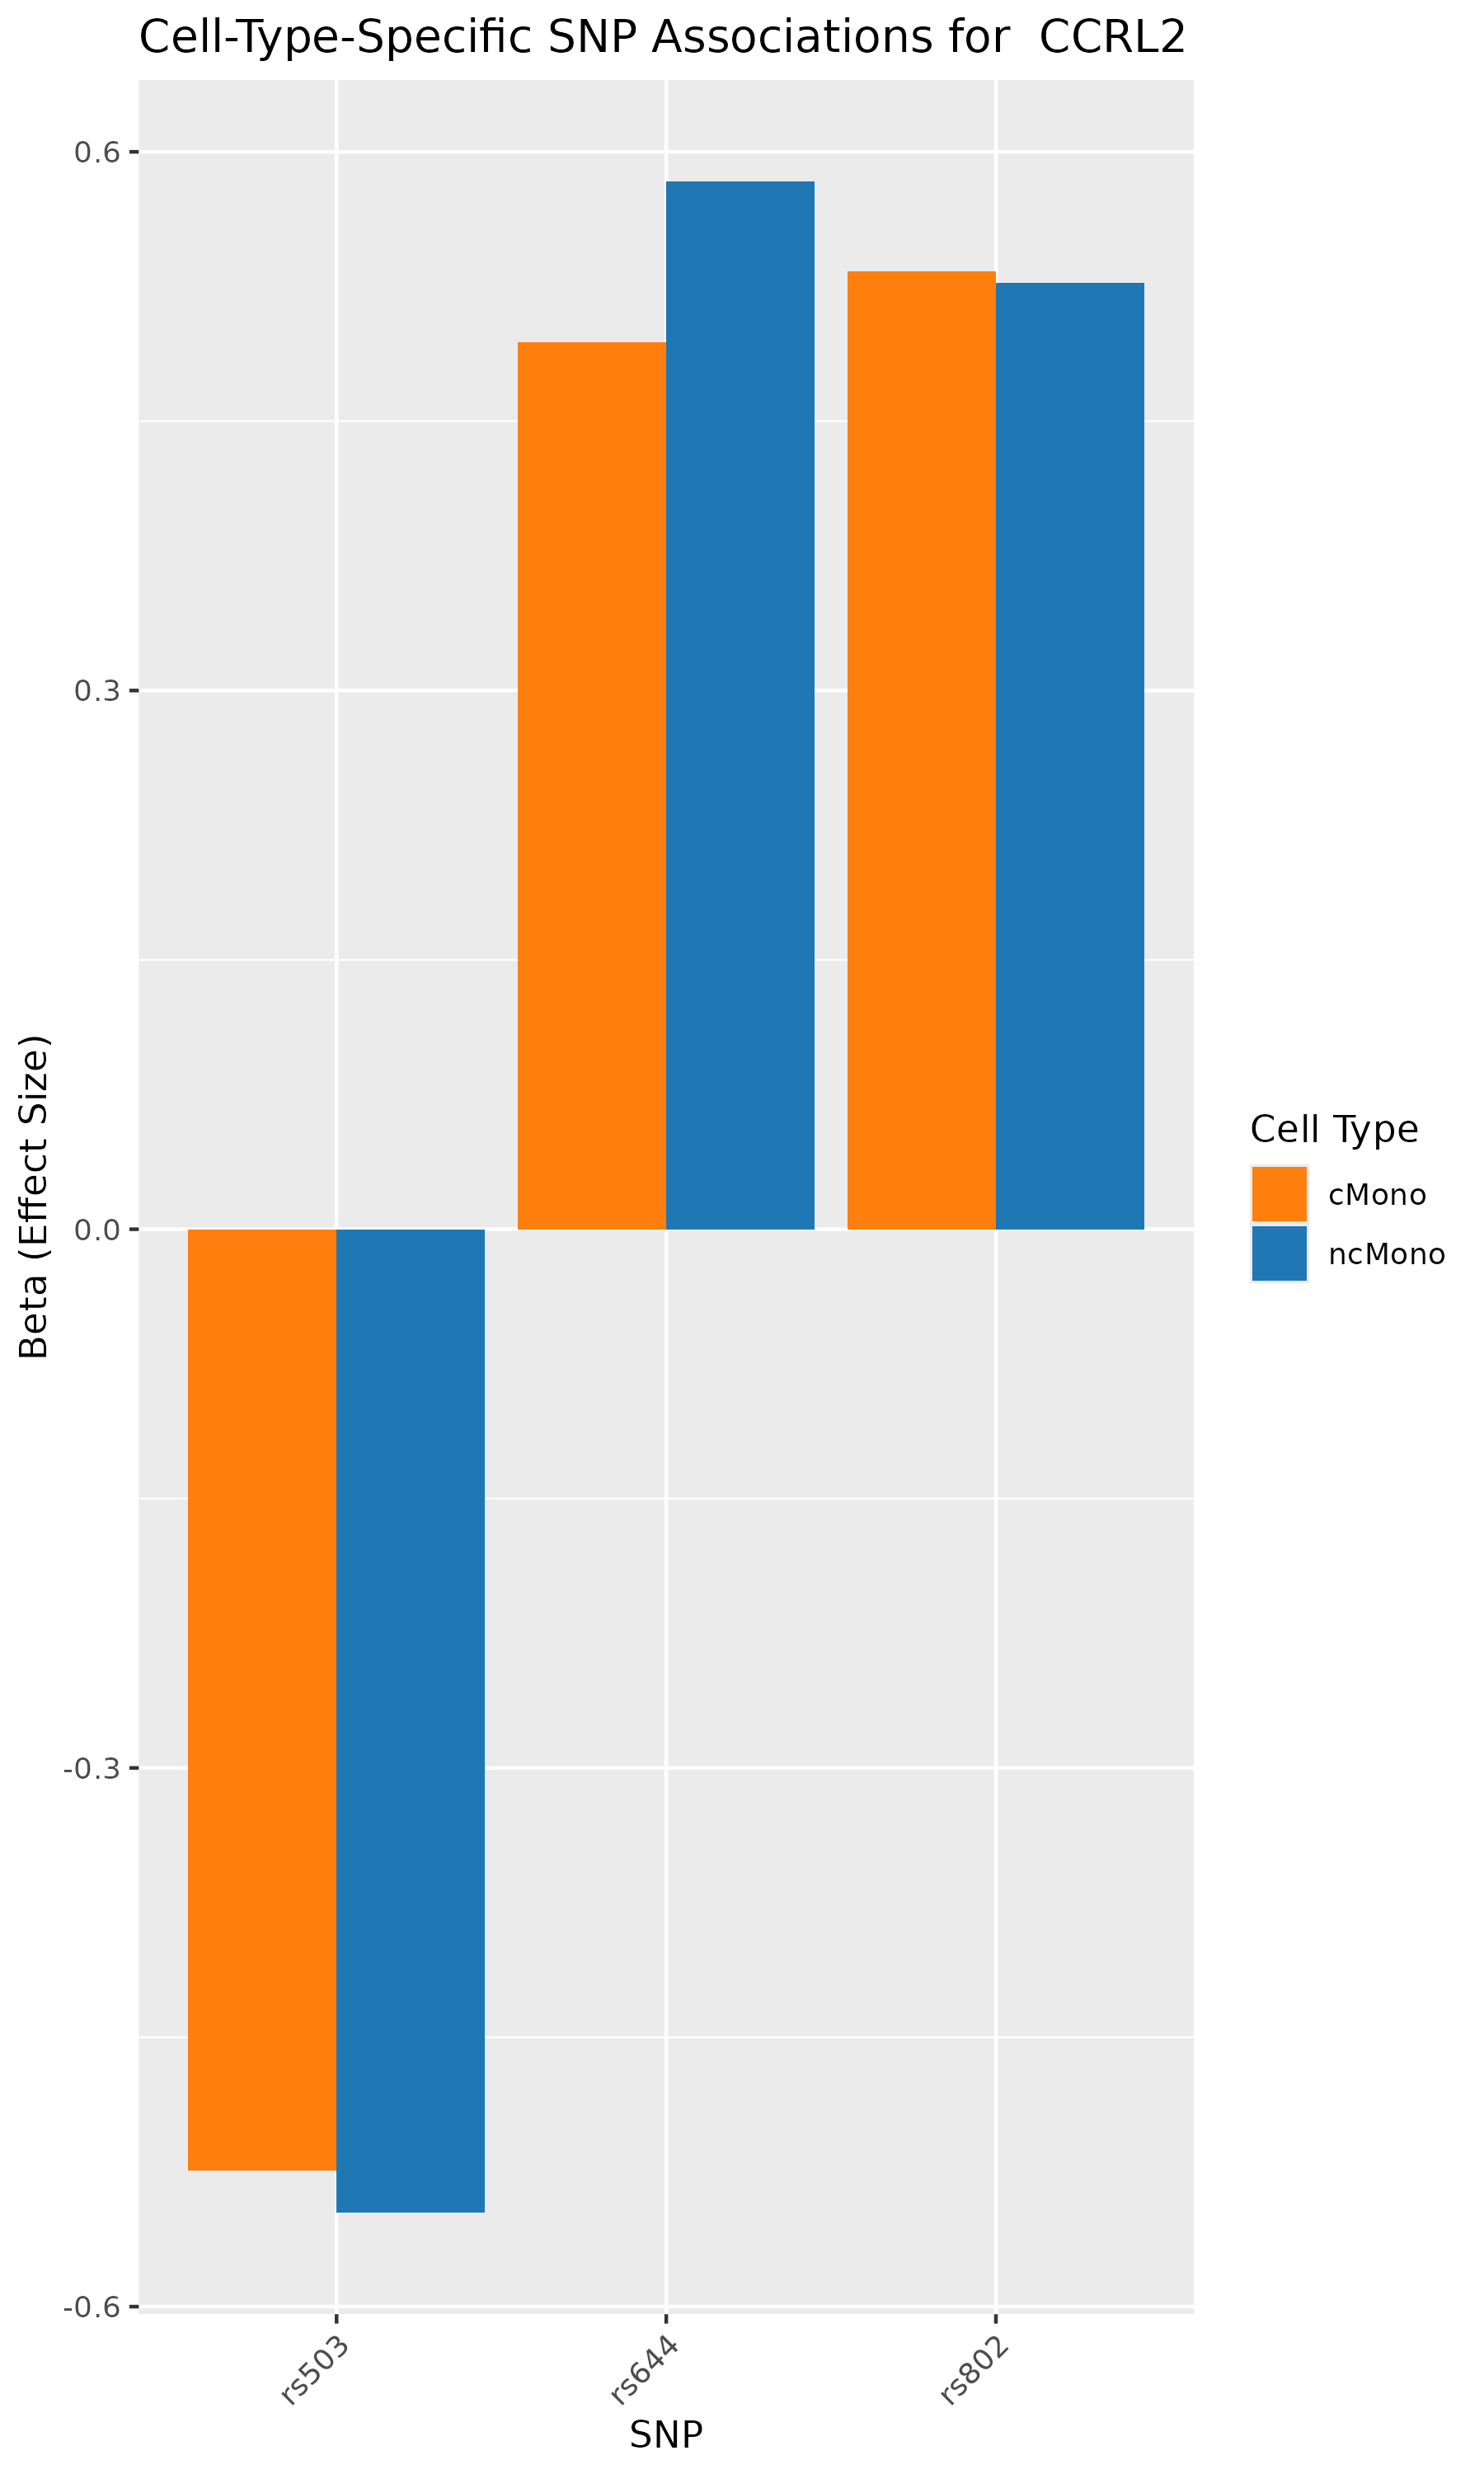 Cell-Type-Specific SNP Associations for  CCRL2
Beta (Effect Size)
0.6
0.3
0.0
-0.3
-0.6
rs503
rs644
rs802
SNP
Cell Type
cMono
ncMono